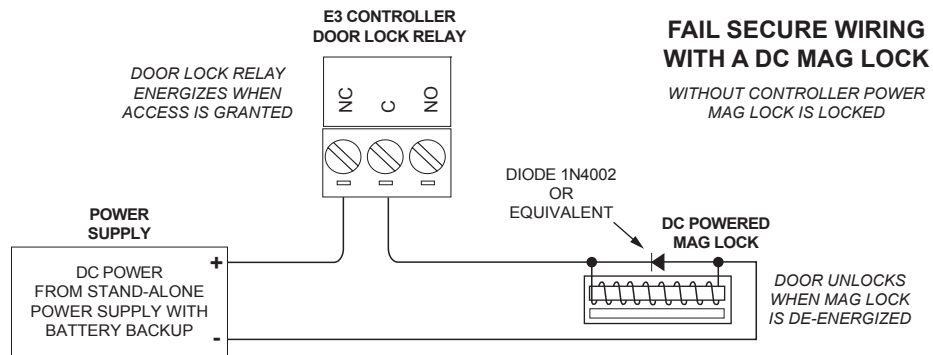 E3 CONTROLLER
DOOR LOCK RELAY
FAIL SECURE WIRING
WITH A DC MAG LOCK
WITHOUT CONTROLLER POWER
MAG LOCK IS LOCKED
DOOR LOCK RELAY
ENERGIZES WHEN
ACCESS IS GRANTED
NC
C
NO
DIODE 1N4002
OR
EQUIVALENT
POWER
SUPPLY
DC POWERED
MAG LOCK
+
DC POWER
FROM STAND-ALONE
POWER SUPPLY WITH
BATTERY BACKUP
-
DOOR UNLOCKS
WHEN MAG LOCK
IS DE-ENERGIZED